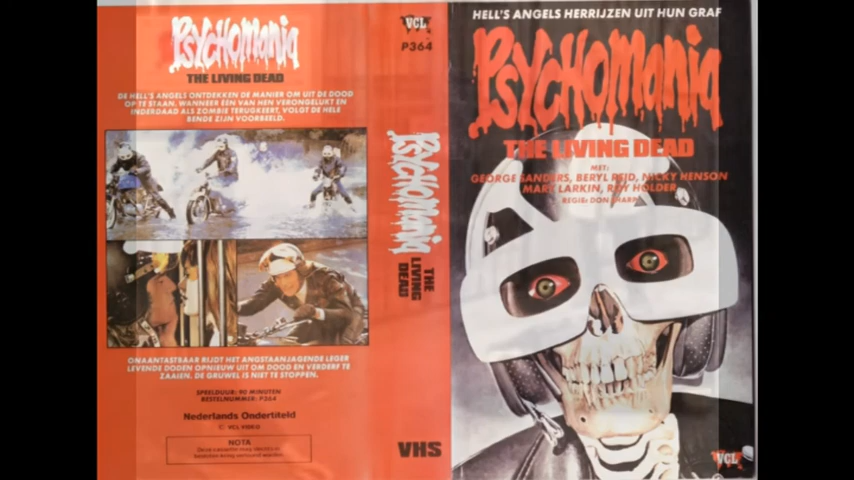 PSYCHOMANIA
THE LIVING DEAD
DE HELL'S ANGELS ONTDEKKEN DE MANIER OM UIT DE DOOD
OP TE STAAN. WANNEER EEN VAN HEN VERONGELUKT EN
INDERDAAD ALS ZOMBIE TERUGKEERT, VOLGT DE HELE
BENDE ZIJN VOORBEELD.
ONAANTASTBAAR RIJDT HET ANGSTAANJAGENDE LEGER
LEVENDE DODEN OPNIEUW UIT OM DOOD EN VERDERF TE
ZAAIEN. DE GRUWEL IS NIET TE STOPPEN.
SPEELDUUR: 90 MINUTEN
BESTELNUMMER: P364
Nederlands Ondertiteld
© VCL VIDEO
NOTA
VCL
P364
PSYCHOMANIA
THE
LIVING
DEAD
VHS
HELL'S ANGELS HERRIJZEN UIT HUN GRAF
PSYCHOMANIA
THE LIVING DEAD
MET:
GEORGE SANDERS, BERYL REID, NICKY HENSON
MARK LARKIN, ROY HOLDER
REGIE: DON SHARP
VCL